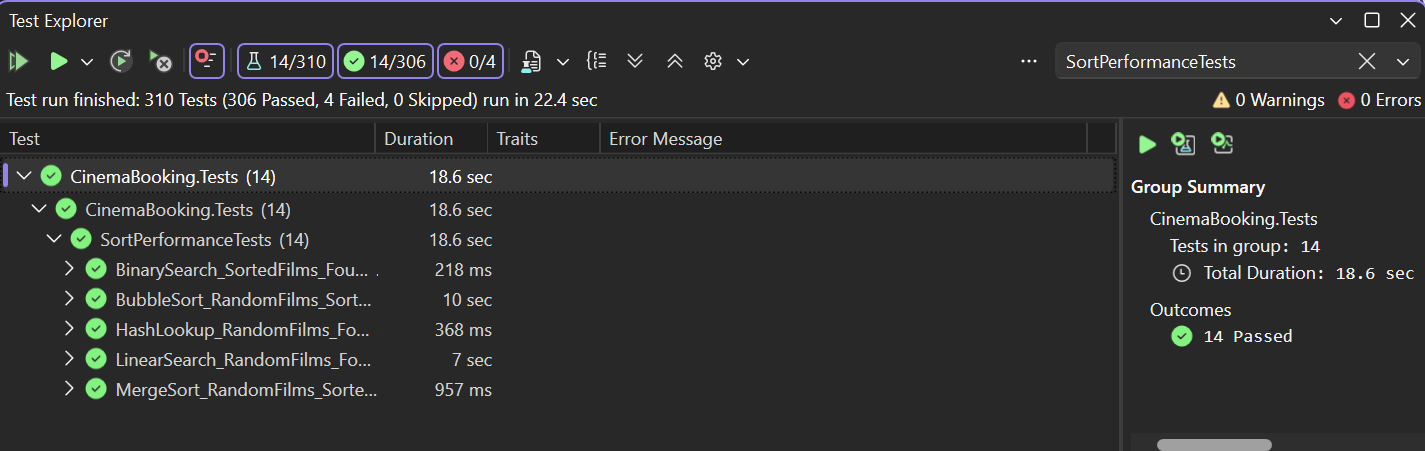 Test Explorer
14/310 14/306 0/4 SortPerformanceTests
Test run finished: 310 Tests (306 Passed, 4 Failed, 0 Skipped) run in 22.4 sec 0 Warnings 0 Errors
Test Duration Traits Error Message
CinemaBooking.Tests (14) 18.6 sec
CinemaBooking.Tests (14) 18.6 sec
SortPerformanceTests (14) 18.6 sec
BinarySearch_SortedFilms_Fou... 218 ms
BubbleSort_RandomFilms_Sort... 10 sec
HashLookup_RandomFilms_Fo... 368 ms
LinearSearch_RandomFilms_Fo... 7 sec
MergeSort_RandomFilms_Sorte... 957 ms
Group Summary
CinemaBooking.Tests
Tests in group: 14
Total Duration: 18.6 sec
Outcomes
14 Passed